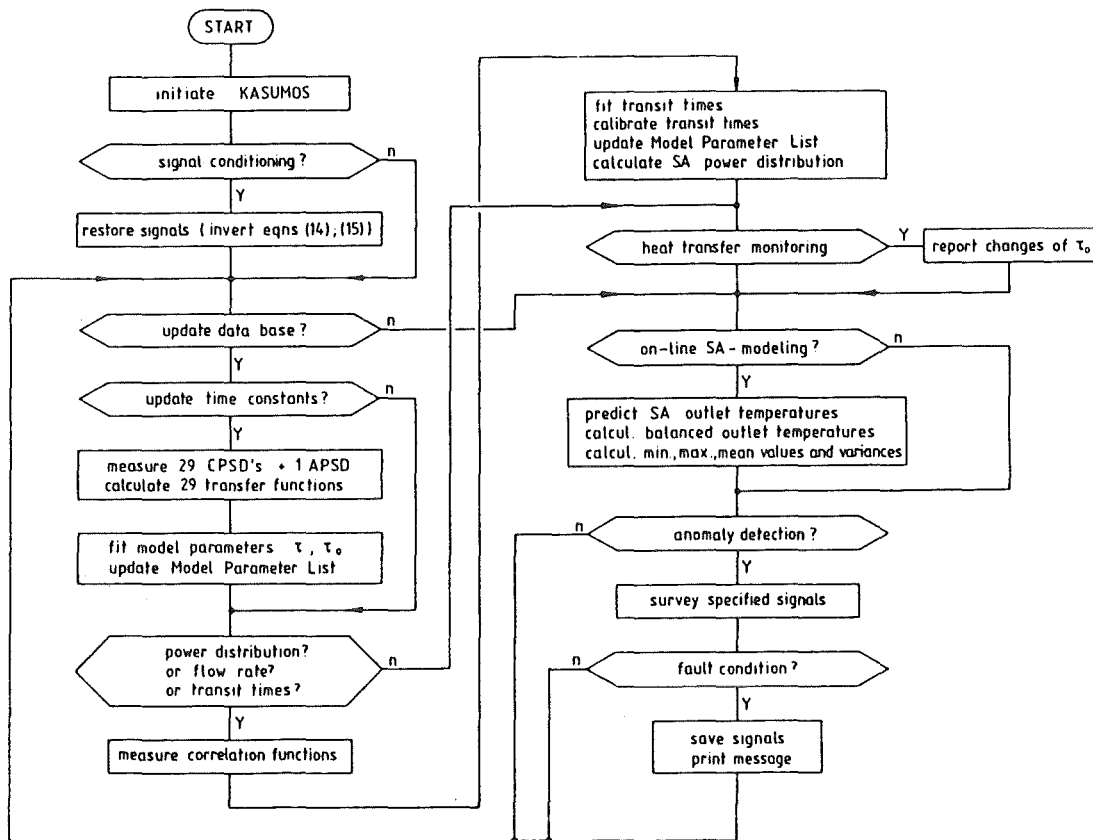 START
initiate KASUMOS
signal conditioning?
n
Y
restore signals (invert eqns (14);(15))
update data base?
n
Y
update time constants?
n
Y
measure 29 CPSD's + 1 APSD
calculate 29 transfer functions
fit model parameters τ, τ₀
update Model Parameter List
power distribution?
or flow rate?
or transit times?
n
Y
measure correlation functions
fit transit times
calibrate transit times
update Model Parameter List
calculate SA power distribution
heat transfer monitoring
Y
report changes of τ₀
on-line SA-modeling?
n
Y
predict SA outlet temperatures
calcul. balanced outlet temperatures
calcul. min., max., mean values and variances
n
anomaly detection?
Y
survey specified signals
n
fault condition?
Y
save signals
print message